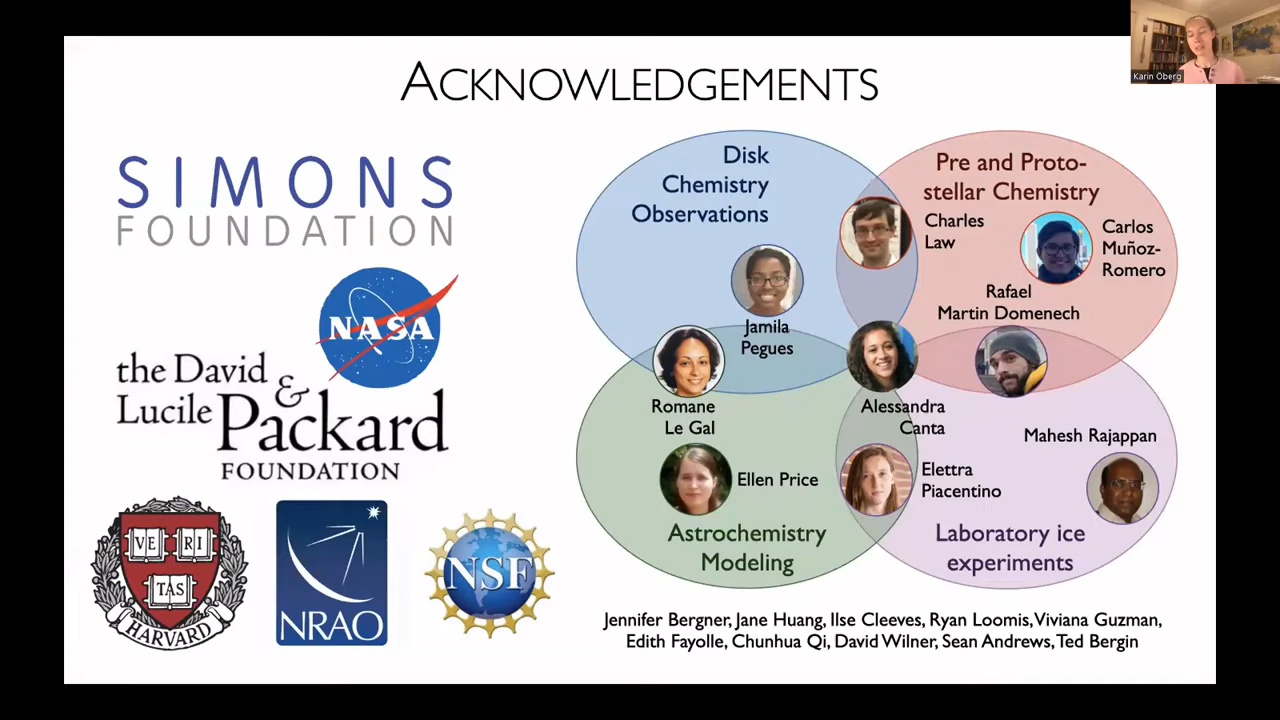 ACKNOWLEDGEMENTS
Karin Öberg
SIMONS
FOUNDATION
NASA
the David
& Lucile Packard
FOUNDATION
VE RI
TAS
HARVARD
NRAO
NSF
Disk
Chemistry
Observations
Pre and Proto-
stellar Chemistry
Charles
Law
Carlos
Muñoz-
Romero
Rafael
Martin Domenech
Jamila
Pegues
Romane
Le Gal
Alessandra
Canta
Mahesh Rajappan
Ellen Price
Elettra
Piacentino
Astrochemistry
Modeling
Laboratory ice
experiments
Jennifer Bergner, Jane Huang, Ilse Cleeves, Ryan Loomis, Viviana Guzman,
Edith Fayolle, Chunhua Qi, David Wilner, Sean Andrews, Ted Bergin